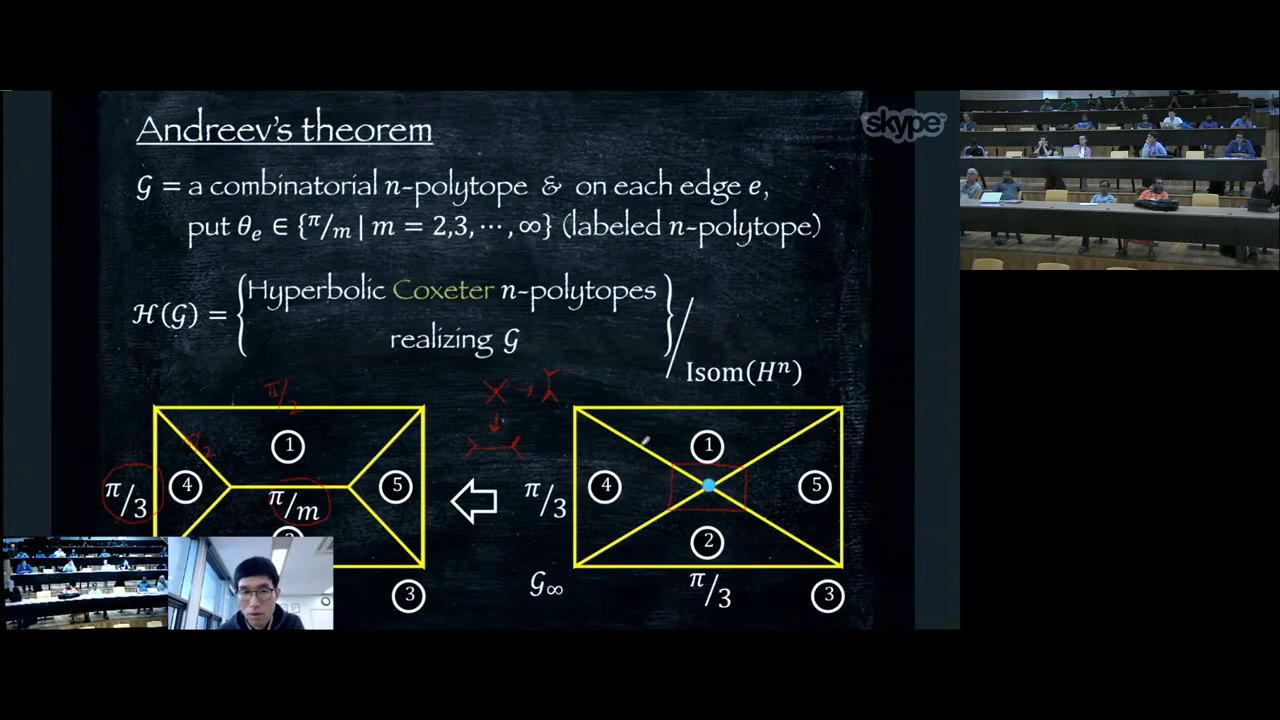 Andreev's theorem
skype
𝒢 = a combinatorial n-polytope & on each edge e,
put θₑ ∈ {π/m | m = 2,3, ⋯, ∞} (labeled n-polytope)
ℋ(𝒢) = {Hyperbolic Coxeter n-polytopes
realizing 𝒢} / Isom(Hⁿ)
π/2
1
π/2
4
5
π/3
π/m
3
1
4
5
π/3
2
𝒢∞
π/3
3